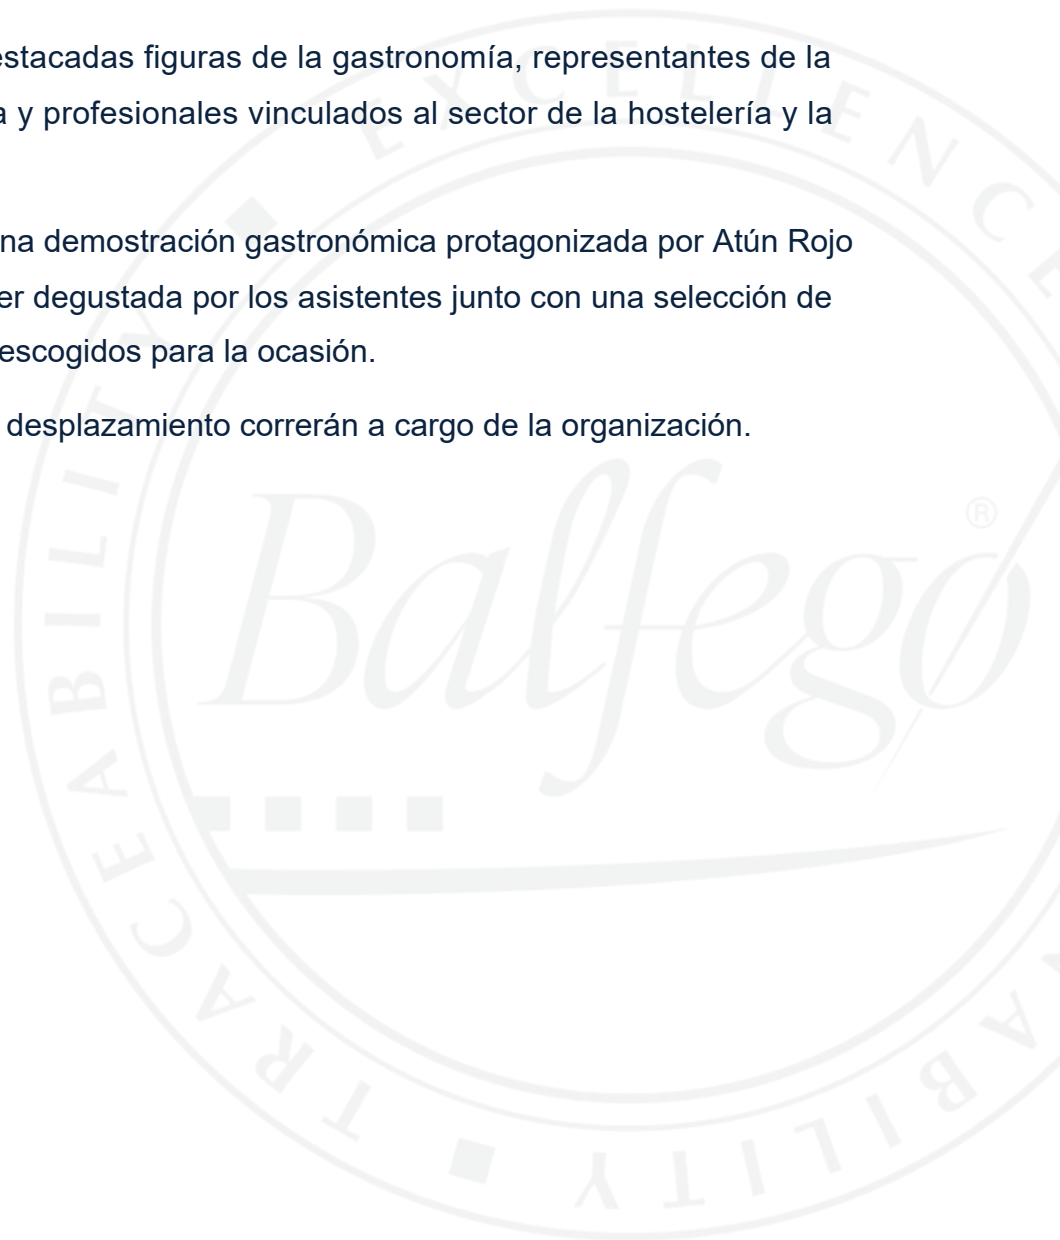 estacadas figuras de la gastronomía, representantes de la
a y profesionales vinculados al sector de la hostelería y la
na demostración gastronómica protagonizada por Atún Rojo
er degustada por los asistentes junto con una selección de
escogidos para la ocasión.
desplazamiento correrán a cargo de la organización.
EXCELLENCE
TRACEABILITY
ABILITY
Balfegó®